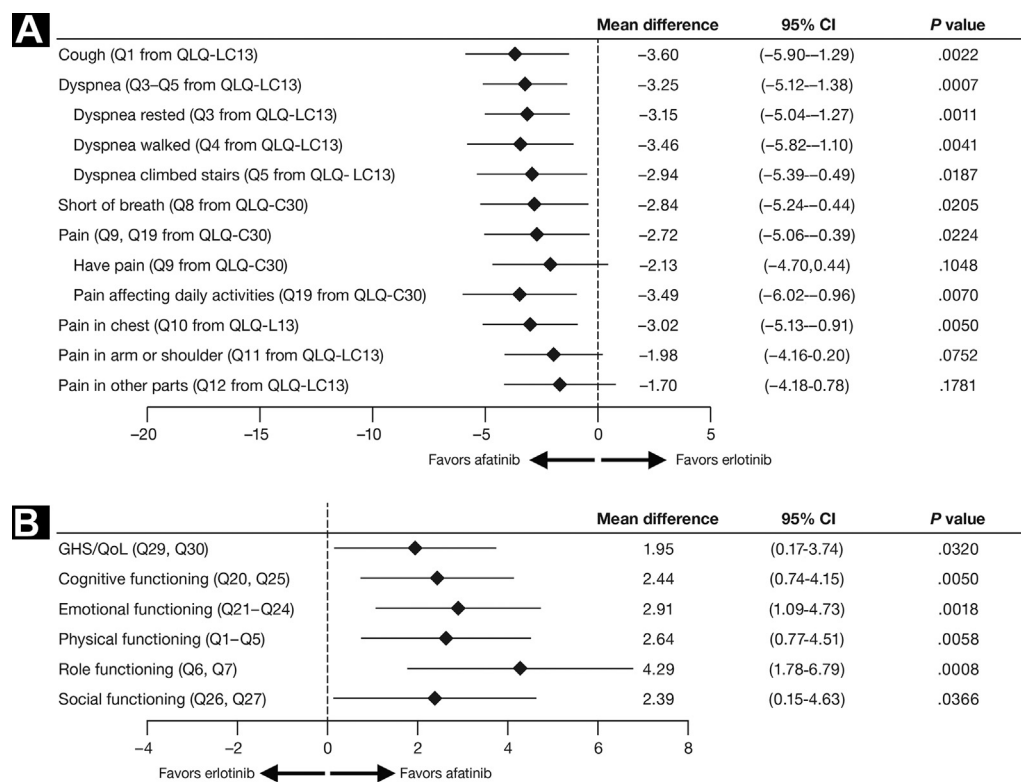 A
Mean difference 95% CI P value
Cough (Q1 from QLQ-LC13) –3.60 (–5.90-–1.29) .0022
Dyspnea (Q3–Q5 from QLQ-LC13) –3.25 (–5.12-–1.38) .0007
Dyspnea rested (Q3 from QLQ-LC13) –3.15 (–5.04-–1.27) .0011
Dyspnea walked (Q4 from QLQ-LC13) –3.46 (–5.82-–1.10) .0041
Dyspnea climbed stairs (Q5 from QLQ- LC13) –2.94 (–5.39-–0.49) .0187
Short of breath (Q8 from QLQ-C30) –2.84 (–5.24-–0.44) .0205
Pain (Q9, Q19 from QLQ-C30) –2.72 (–5.06-–0.39) .0224
Have pain (Q9 from QLQ-C30) –2.13 (–4.70,0.44) .1048
Pain affecting daily activities (Q19 from QLQ-C30) –3.49 (–6.02-–0.96) .0070
Pain in chest (Q10 from QLQ-L13) –3.02 (–5.13-–0.91) .0050
Pain in arm or shoulder (Q11 from QLQ-LC13) –1.98 (–4.16-0.20) .0752
Pain in other parts (Q12 from QLQ-LC13) –1.70 (–4.18-0.78) .1781
–20 –15 –10 –5 0 5
Favors afatinib Favors erlotinib
B
Mean difference 95% CI P value
GHS/QoL (Q29, Q30) 1.95 (0.17-3.74) .0320
Cognitive functioning (Q20, Q25) 2.44 (0.74-4.15) .0050
Emotional functioning (Q21–Q24) 2.91 (1.09-4.73) .0018
Physical functioning (Q1–Q5) 2.64 (0.77-4.51) .0058
Role functioning (Q6, Q7) 4.29 (1.78-6.79) .0008
Social functioning (Q26, Q27) 2.39 (0.15-4.63) .0366
–4 –2 0 2 4 6 8
Favors erlotinib Favors afatinib